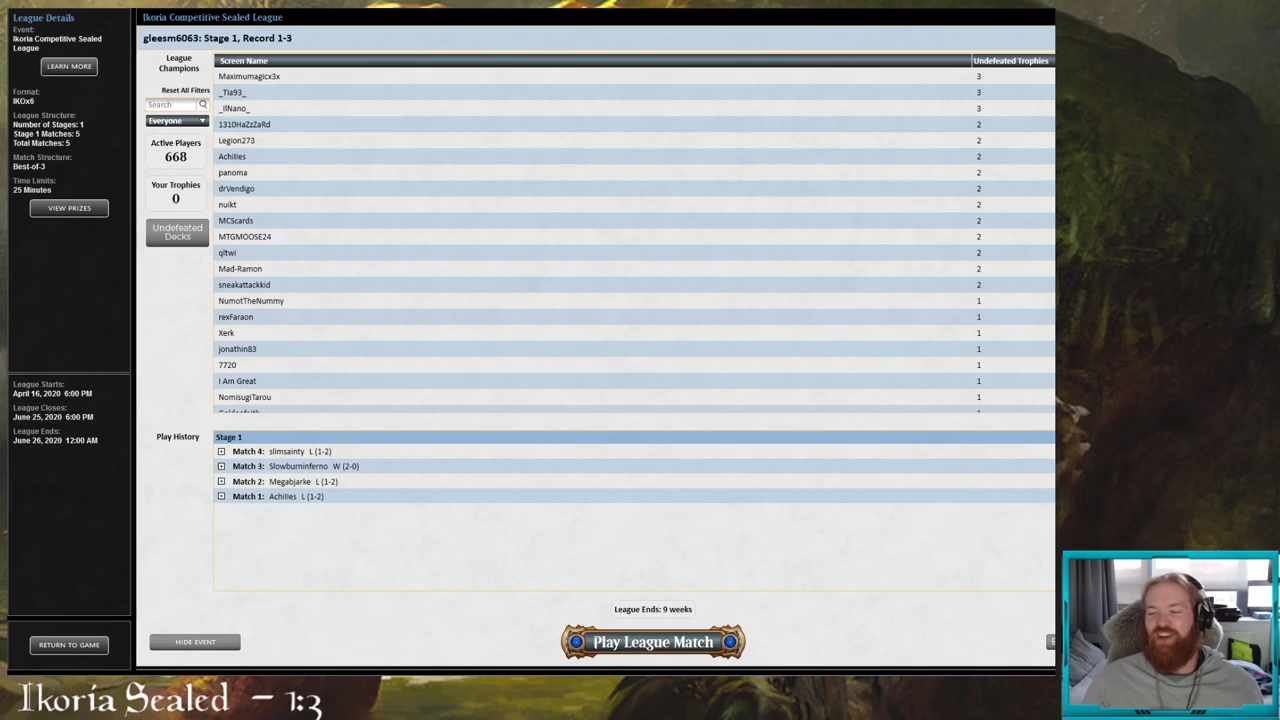 League Details
Event:
Ikoria Competitive Sealed
League
LEARN MORE
Format:
IKOx6
League Structure:
Number of Stages: 1
Stage 1 Matches: 5
Total Matches: 5
Match Structure:
Best-of-3
Time Limits:
25 Minutes
VIEW PRIZES
League Starts:
April 16, 2020 6:00 PM
League Closes:
June 25, 2020 6:00 PM
League Ends:
June 26, 2020 12:00 AM
RETURN TO GAME
Ikoria Competitive Sealed League
gleesm6063: Stage 1, Record 1-3
League
Champions
Reset All Filters
Search
Everyone
Active Players
668
Your Trophies
0
Undefeated
Decks
Screen Name Undefeated Trophies
Maximumagicx3x 3
_Tia93_ 3
_IlNano_ 3
1310HaZzZaRd 2
Legion273 2
Achilles 2
panoma 2
drVendigo 2
nuikt 2
MCScards 2
MTGMOOSE24 2
qltwi 2
Mad-Ramon 2
sneakattackkid 2
NumotTheNummy 1
rexFaraon 1
Xerk 1
jonathin83 1
7720 1
I Am Great 1
NomisugiTarou 1
Play History
Stage 1
Match 4: slimsainty L (1-2)
Match 3: Slowburninferno W (2-0)
Match 2: Megabjarke L (1-2)
Match 1: Achilles L (1-2)
League Ends: 9 weeks
HIDE EVENT
Play League Match
Ikoria Sealed - 1:3